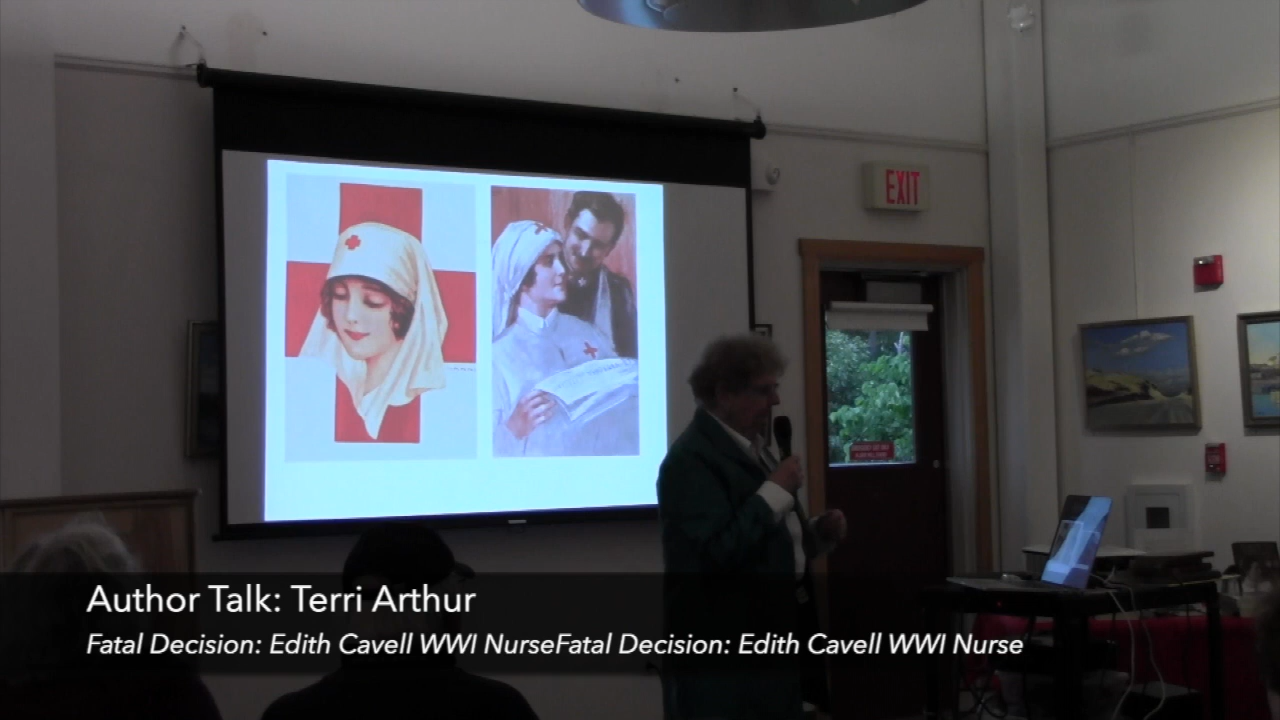 EXIT
Author Talk: Terri Arthur
Fatal Decision: Edith Cavell WWI NurseFatal Decision: Edith Cavell WWI Nurse